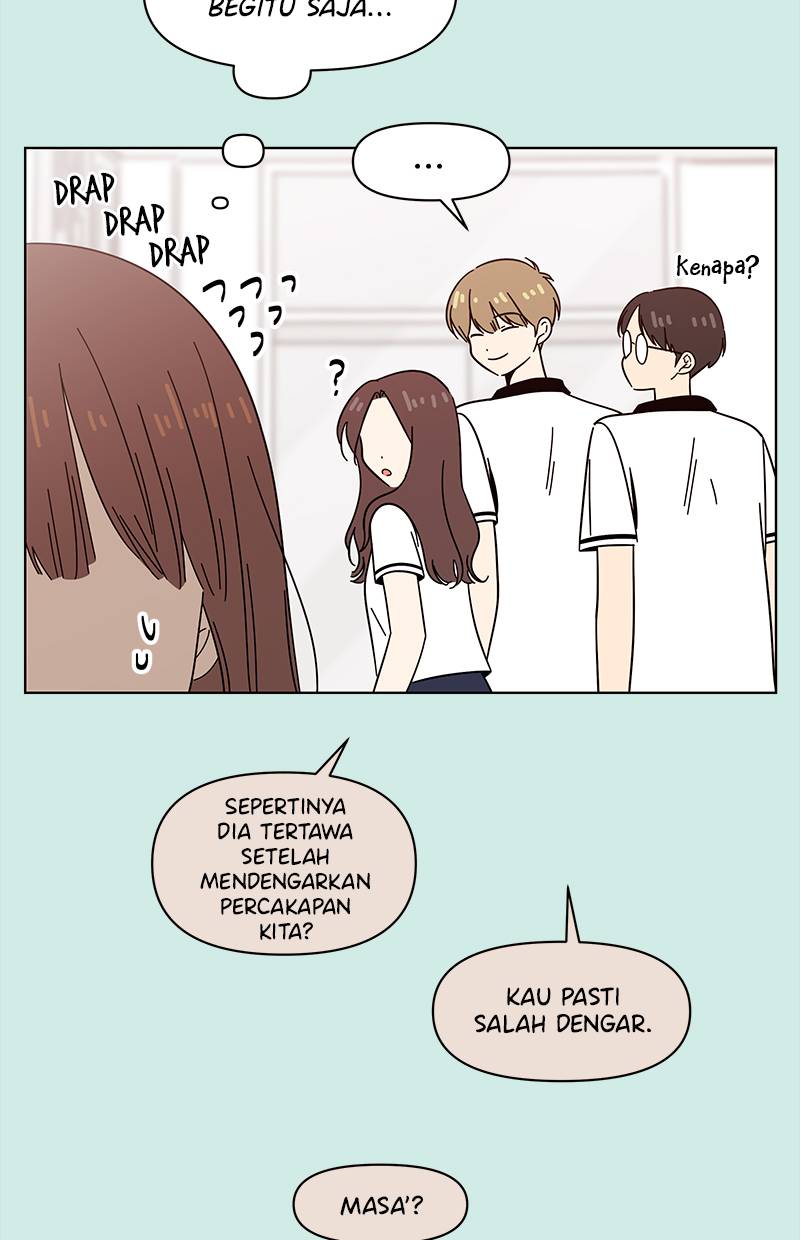 BEGITU SAJA...
...
DRAP
DRAP
DRAP
Kenapa?
?
SEPERTINYA
DIA TERTAWA
SETELAH
MENDENGARKAN
PERCAKAPAN
KITA?
KAU PASTI
SALAH DENGAR.
MASA'?